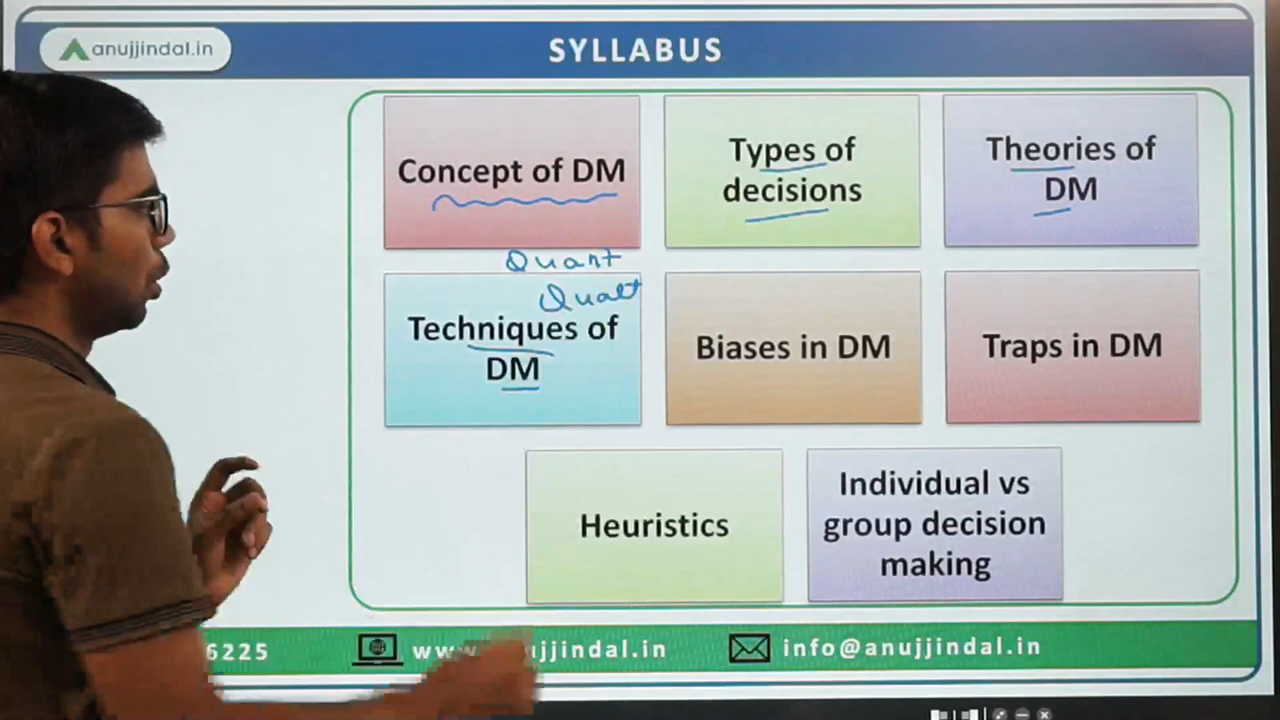 anujjindal.in
SYLLABUS
Concept of DM
Types of
decisions
Theories of
DM
Quant
Qualt
Techniques of
DM
Biases in DM
Traps in DM
Heuristics
Individual vs
group decision
making
6225
jjindal.in
info@anujjindal.in